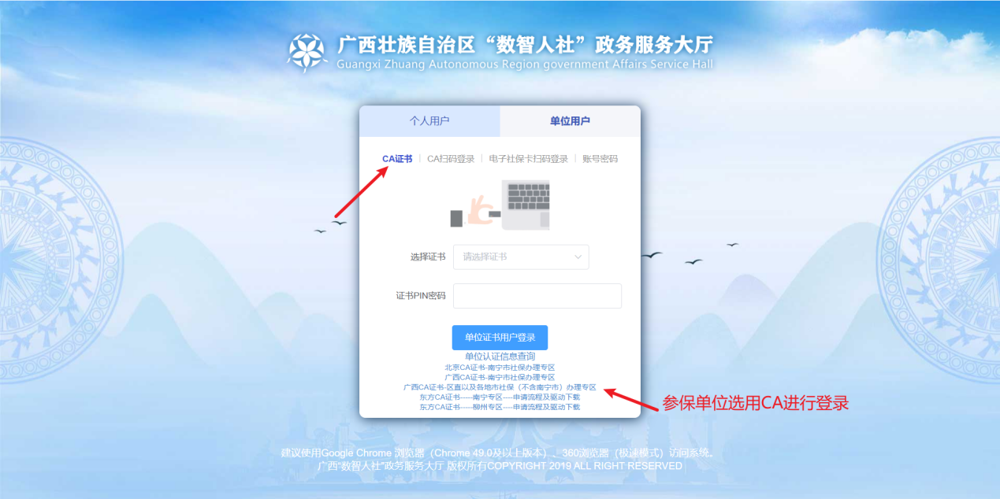 广西壮族自治区“数智人社”政务服务大厅
Guangxi Zhuang Autonomous Region government Affairs Service Hall
个人用户 单位用户
CA证书 | CA扫码登录 | 电子社保卡扫码登录 | 账号密码
选择证书 请选择证书
证书PIN密码
单位证书用户登录
单位认证信息查询
北京CA证书-南宁市社保办理专区
广西CA证书-南宁市社保办理专区
广西CA证书-区直以及各地市社保（不含南宁市）办理专区
东方CA证书-----南宁专区----申请流程及驱动下载
东方CA证书-----柳州专区----申请流程及驱动下载
参保单位选用CA进行登录
建议使用Google Chrome 浏览器（Chrome 49.0及以上版本）、360浏览器（极速模式）访问系统。
广西“数智人社”政务服务大厅 版权所有COPYRIGHT 2019 ALL RIGHT RESERVED